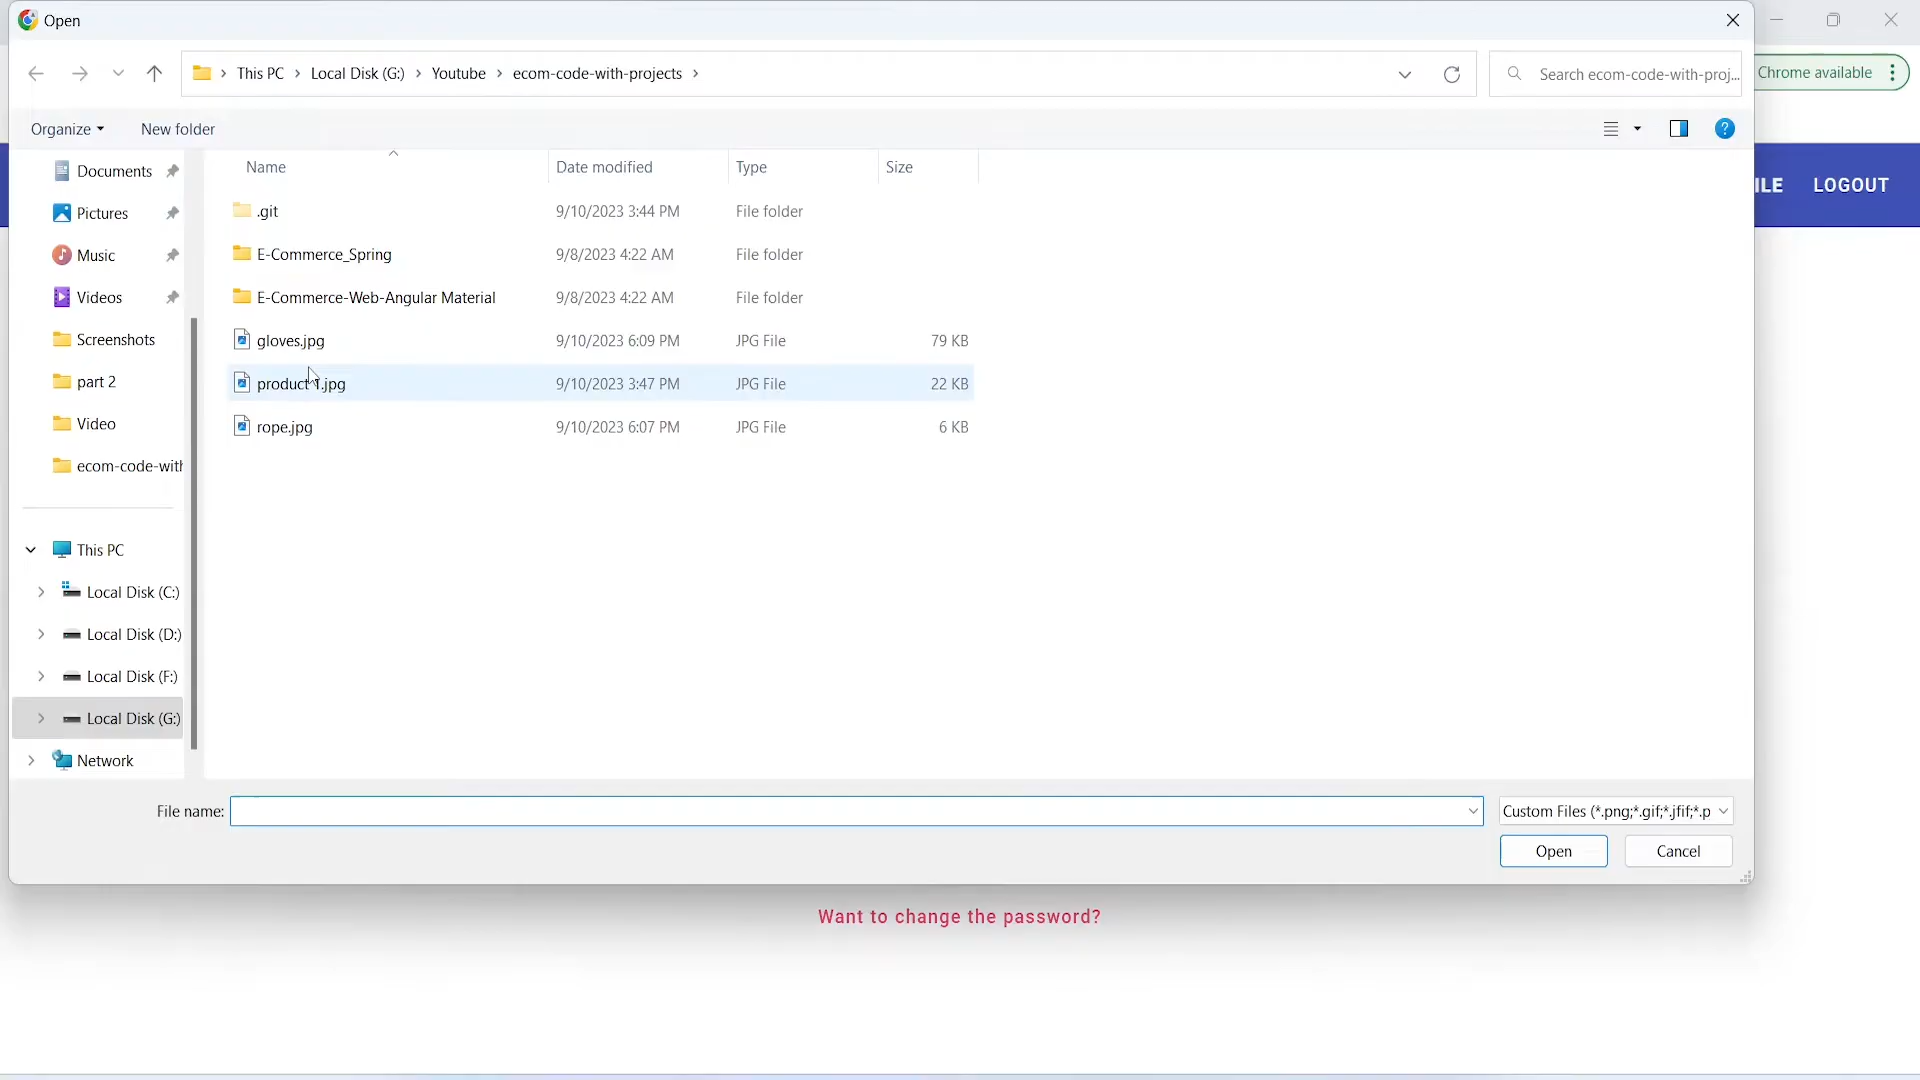 Open
This PC > Local Disk (G:) > Youtube > ecom-code-with-projects >
Search ecom-code-with-proj...
Chrome available
Organize
New folder
ILE
LOGOUT
Name
Date modified
Type
Size
Documents
Pictures
Music
Videos
Screenshots
part 2
Video
ecom-code-with
This PC
Local Disk (C:)
Local Disk (D:)
Local Disk (F:)
Local Disk (G:)
Network
.git 9/10/2023 3:44 PM File folder
E-Commerce_Spring 9/8/2023 4:22 AM File folder
E-Commerce-Web-Angular Material 9/8/2023 4:22 AM File folder
gloves.jpg 9/10/2023 6:09 PM JPG File 79 KB
product 1.jpg 9/10/2023 3:47 PM JPG File 22 KB
rope.jpg 9/10/2023 6:07 PM JPG File 6 KB
File name:
Custom Files (*.png;*.gif;*.jfif;*.p
Open
Cancel
Want to change the password?